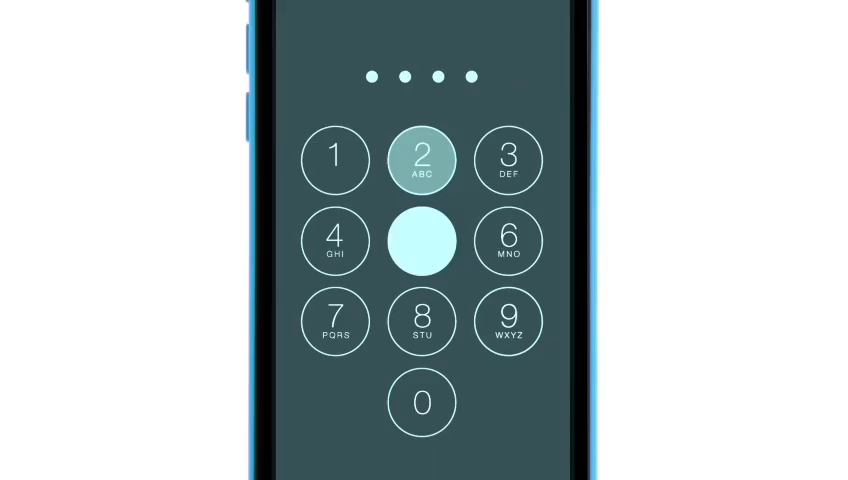 1 2 3
ABC DEF
4 6
GHI MNO
7 8 9
PQRS STU WXYZ
0